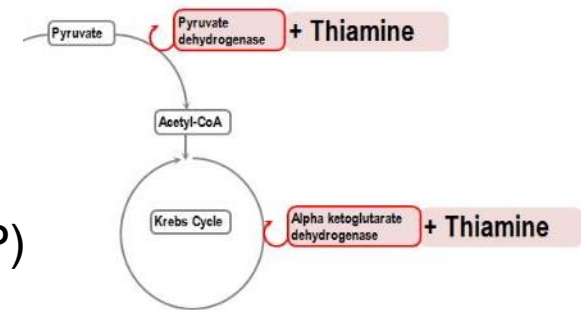 Pyruvate
Pyruvate
dehydrogenase
+ Thiamine
Acetyl-CoA
Krebs Cycle
Alpha ketoglutarate
dehydrogenase
+ Thiamine
P)